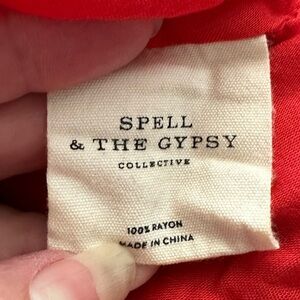 SPELL
& THE GYPSY
COLLECTIVE
100% RAYON
MADE IN CHINA